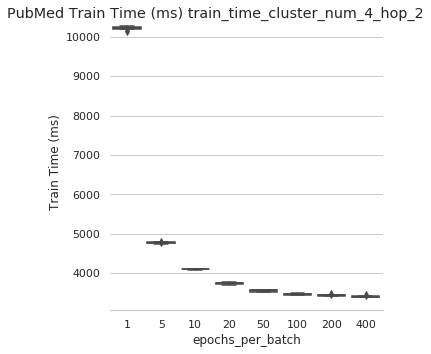 PubMed Train Time (ms) train_time_cluster_num_4_hop_2
10000
9000
8000
7000
6000
5000
4000
Train Time (ms)
1 5 10 20 50 100 200 400
epochs_per_batch